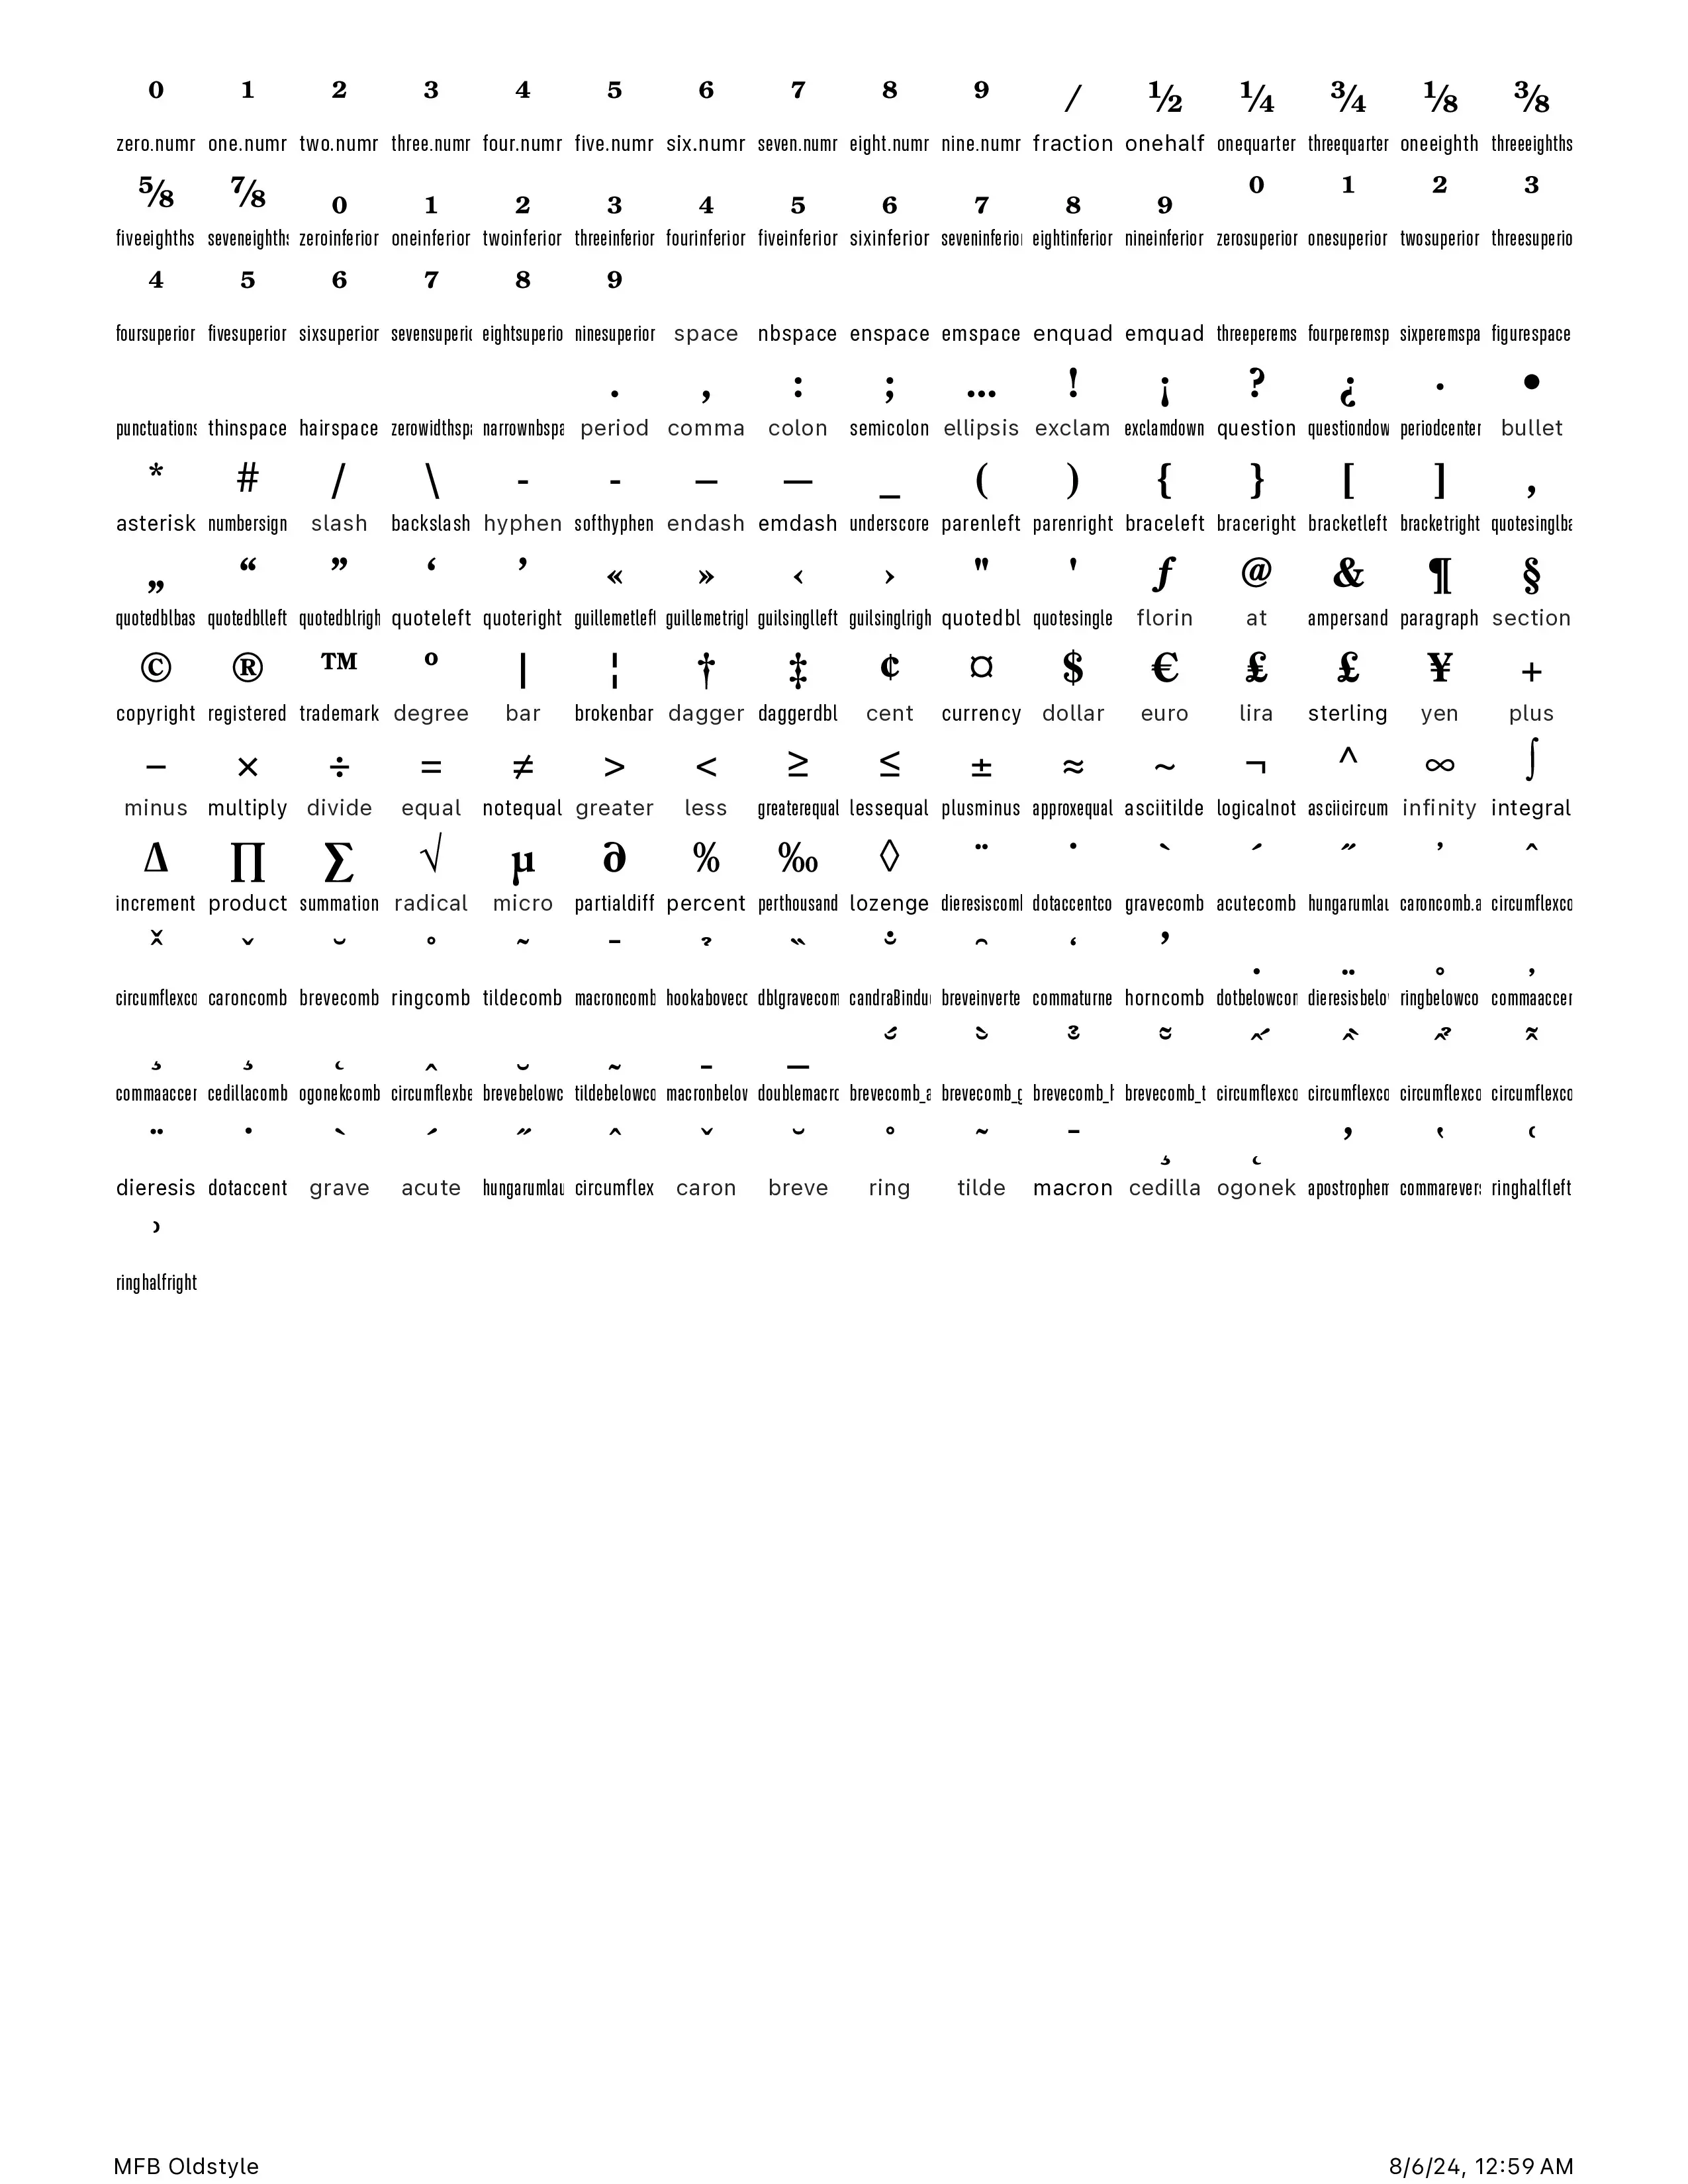 0 1 2 3 4 5 6 7 8 9 ⁄ ½ ¼ ¾ ⅛ ⅜
zero.numr one.numr two.numr three.numr four.numr five.numr six.numr seven.numr eight.numr nine.numr fraction onehalf onequarter threequarter oneeighth threeeighths
⅝ ⅞ 0 1 2 3 4 5 6 7 8 9 0 1 2 3
fiveeighths seveneighths zeroinferior oneinferior twoinferior threeinferior fourinferior fiveinferior sixinferior seveninferior eightinferior nineinferior zerosuperior onesuperior twosuperior threesuperio
4 5 6 7 8 9
foursuperior fivesuperior sixsuperior sevensuperic eightsuperio ninesuperior space nbspace enspace emspace enquad emquad threeperems fourperemsp sixperemspa figurespace
. , : ; … ! ¡ ? ¿ · •
punctuations thinspace hairspace zerowidthspa narrownbspa period comma colon semicolon ellipsis exclam exclamdown question questiondow periodcenter bullet
* # / \ - - – — _ ( ) { } [ ] ‚
asterisk numbersign slash backslash hyphen softhyphen endash emdash underscore parenleft parenright braceleft braceright bracketleft bracketright quotesinglba
„ “ ” ‘ ’ « » ‹ › " ' ƒ @ & ¶ §
quotedblbas quotedblleft quotedblrigh quoteleft quoteright guillemetleft guillemetrigl guilsinglleft guilsinglrigh quotedbl quotesingle florin at ampersand paragraph section
© ® ™ ° | ¦ † ‡ ¢ ¤ $ € ₤ £ ¥ +
copyright registered trademark degree bar brokenbar dagger daggerdbl cent currency dollar euro lira sterling yen plus
− × ÷ = ≠ > < ≥ ≤ ± ≈ ~ ¬ ^ ∞ ∫
minus multiply divide equal notequal greater less greaterequal lessequal plusminus approxequal asciitilde logicalnot asciicircum infinity integral
∆ ∏ ∑ √ µ ∂ % ‰ ◊ ¨ ˙ ` ´ ˝ ʼ ˆ
increment product summation radical micro partialdiff percent perthousand lozenge dieresiscoml dotaccentco gravecomb acutecomb hungarumlau caroncomb.a circumflexco
circumflexco caroncomb brevecomb ringcomb tildecomb macroncomb hookabovecc dblgravecom candraBindu breveinverte commaturne horncomb dotbelowcon dieresisbelo ringbelowco commaaccer
commaaccer cedillacomb ogonekcomb circumflexbe brevebelowc tildebelowco macronbelov doublemacrc brevecomb_a brevecomb_g brevecomb_h brevecomb_t circumflexco circumflexco circumflexco circumflexco
¨ ˙ ` ´ ˝ ˆ ˇ ˘ ˚ ˜ ¯ ¸ ˛ ʼ ʽ ʿ
dieresis dotaccent grave acute hungarumlau circumflex caron breve ring tilde macron cedilla ogonek apostrophem commarevers ringhalfleft
ʾ
ringhalfright
MFB Oldstyle 8/6/24, 12:59 AM